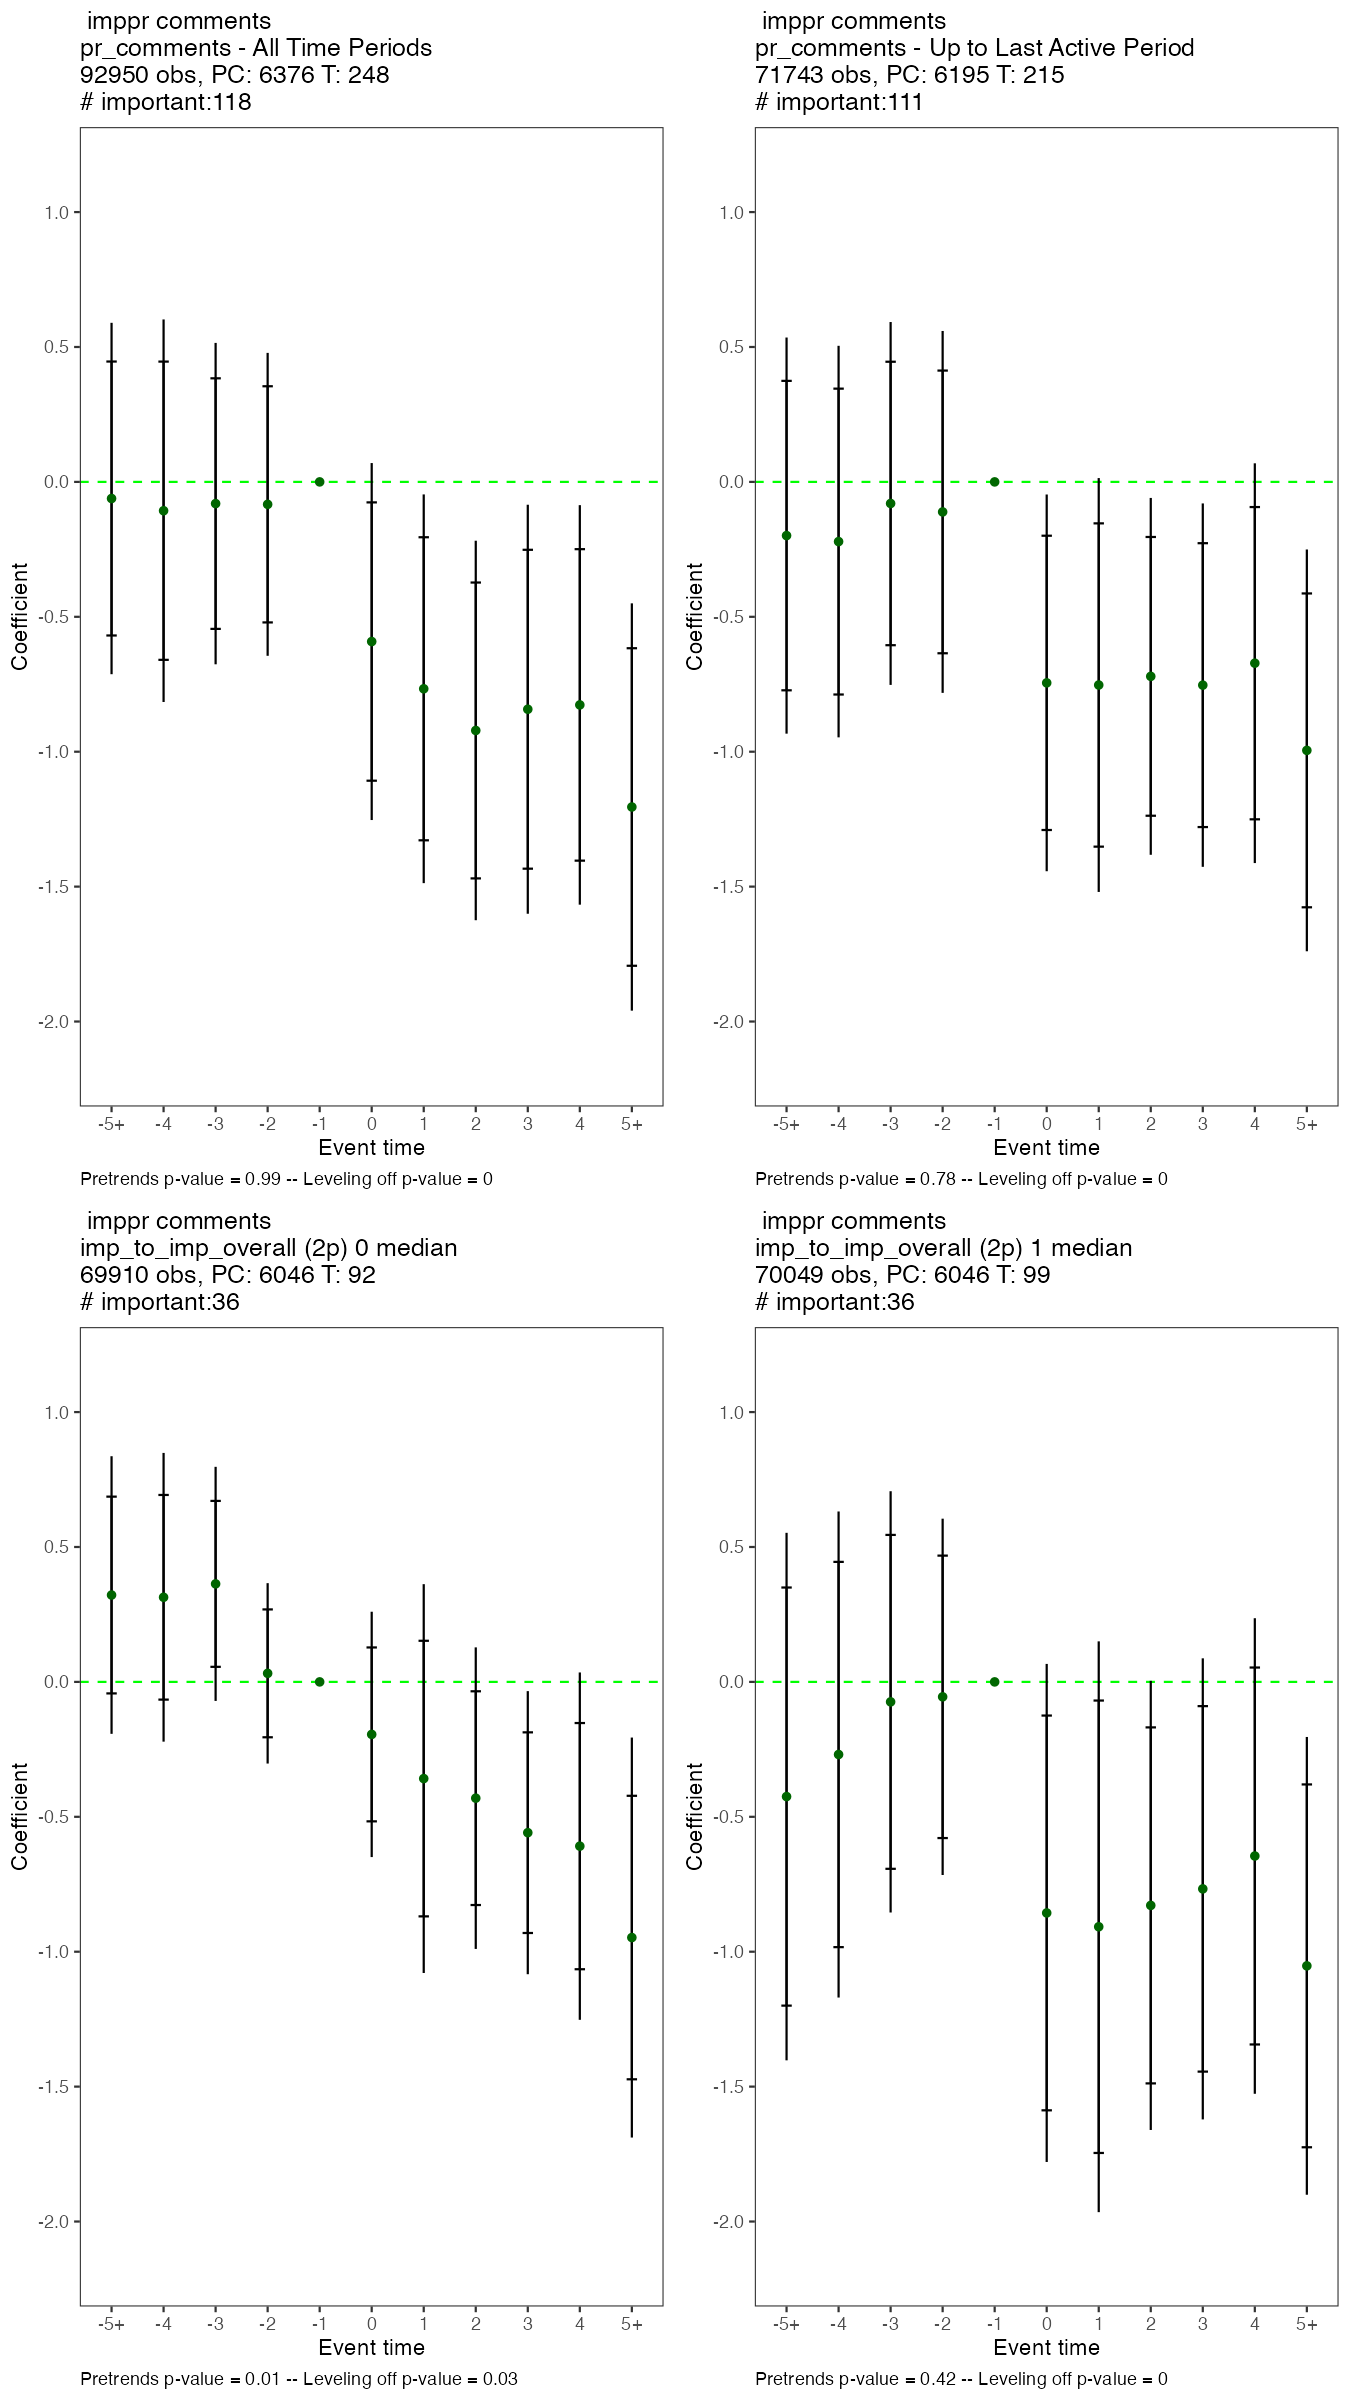 imppr comments
pr_comments - All Time Periods
92950 obs, PC: 6376 T: 248
# important:118
1.0
0.5
0.0
-0.5
-1.0
-1.5
-2.0
Coefficient
-5+ -4 -3 -2 -1 0 1 2 3 4 5+
Event time
Pretrends p-value = 0.99 -- Leveling off p-value = 0
imppr comments
pr_comments - Up to Last Active Period
71743 obs, PC: 6195 T: 215
# important:111
1.0
0.5
0.0
-0.5
-1.0
-1.5
-2.0
Coefficient
-5+ -4 -3 -2 -1 0 1 2 3 4 5+
Event time
Pretrends p-value = 0.78 -- Leveling off p-value = 0
imppr comments
imp_to_imp_overall (2p) 0 median
69910 obs, PC: 6046 T: 92
# important:36
1.0
0.5
0.0
-0.5
-1.0
-1.5
-2.0
Coefficient
-5+ -4 -3 -2 -1 0 1 2 3 4 5+
Event time
Pretrends p-value = 0.01 -- Leveling off p-value = 0.03
imppr comments
imp_to_imp_overall (2p) 1 median
70049 obs, PC: 6046 T: 99
# important:36
1.0
0.5
0.0
-0.5
-1.0
-1.5
-2.0
Coefficient
-5+ -4 -3 -2 -1 0 1 2 3 4 5+
Event time
Pretrends p-value = 0.42 -- Leveling off p-value = 0